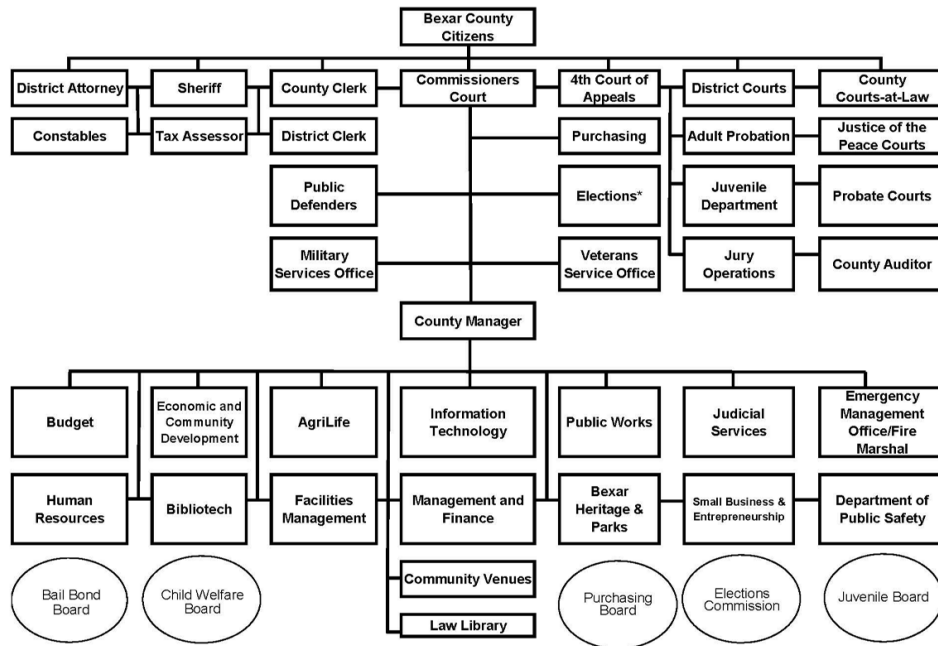 Bexar County
Citizens
District Attorney
Sheriff
County Clerk
Commissioners
Court
4th Court of
Appeals
District Courts
County
Courts-at-Law
Constables
Tax Assessor
District Clerk
Purchasing
Adult Probation
Justice of the
Peace Courts
Public
Defenders
Elections*
Juvenile
Department
Probate Courts
Military
Services Office
Veterans
Service Office
Jury
Operations
County Auditor
County Manager
Budget
Economic and
Community
Development
AgriLife
Information
Technology
Public Works
Judicial
Services
Emergency
Management
Office/Fire
Marshal
Human
Resources
Bibliotech
Facilities
Management
Management and
Finance
Bexar
Heritage &
Parks
Small Business &
Entrepreneurship
Department of
Public Safety
Bail Bond
Board
Child Welfare
Board
Community Venues
Law Library
Purchasing
Board
Elections
Commission
Juvenile Board